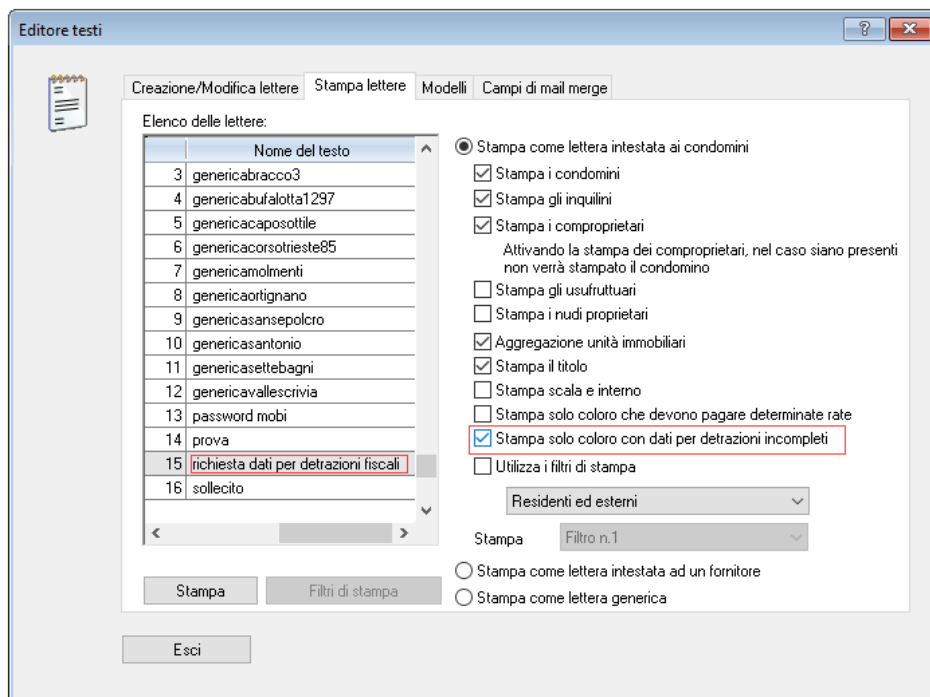 Editore testi
Creazione/Modifica lettere
Stampa lettere
Modelli
Campi di mail merge
Elenco delle lettere:
Nome del testo
3 genericabracco3
4 genericabufalotta1297
5 genericacaposottile
6 genericacorsotrieste85
7 genericamolmenti
8 genericaortignano
9 genericasansepolcro
10 genericasantonio
11 genericasettebagni
12 genericavallescrivia
13 password mobi
14 prova
15 richiesta dati per detrazioni fiscali
16 sollecito
Stampa
Filtri di stampa
Stampa come lettera intestata ai condomini
Stampa i condomini
Stampa gli inquilini
Stampa i comproprietari
Attivando la stampa dei comproprietari, nel caso siano presenti
non verrà stampato il condomino
Stampa gli usufruttuari
Stampa i nudi proprietari
Aggregazione unità immobiliari
Stampa il titolo
Stampa scala e interno
Stampa solo coloro che devono pagare determinate rate
Stampa solo coloro con dati per detrazioni incompleti
Utilizza i filtri di stampa
Residenti ed esterni
Stampa Filtro n.1
Stampa come lettera intestata ad un fornitore
Stampa come lettera generica
Esci